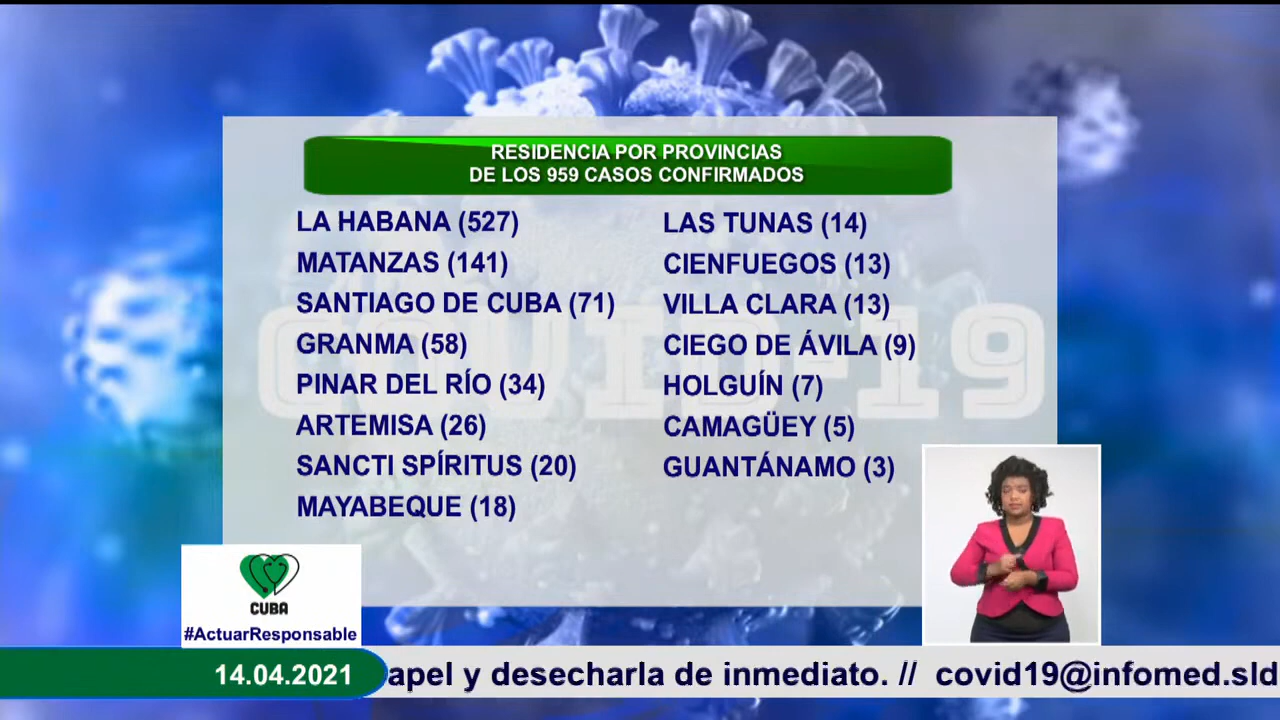 RESIDENCIA POR PROVINCIAS
DE LOS 959 CASOS CONFIRMADOS
LA HABANA (527)
MATANZAS (141)
SANTIAGO DE CUBA (71)
GRANMA (58)
PINAR DEL RÍO (34)
ARTEMISA (26)
SANCTI SPÍRITUS (20)
MAYABEQUE (18)
LAS TUNAS (14)
CIENFUEGOS (13)
VILLA CLARA (13)
CIEGO DE ÁVILA (9)
HOLGUÍN (7)
CAMAGÜEY (5)
GUANTÁNAMO (3)
COVID-19
CUBA
#ActuarResponsable
14.04.2021
apel y desecharla de inmediato. // covid19@infomed.sld